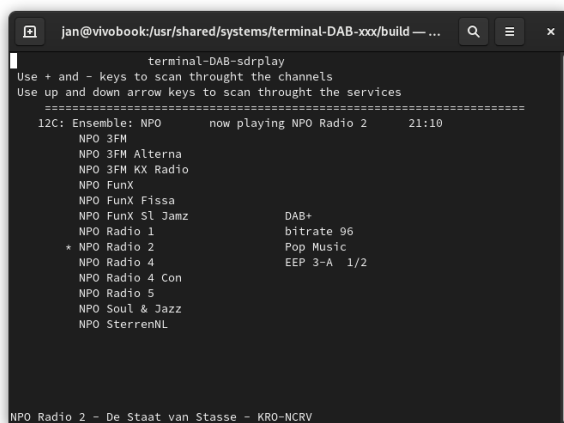 jan@vivobook:/usr/shared/systems/terminal-DAB-xxx/build — ...
terminal-DAB-sdrplay
Use + and - keys to scan throught the channels
Use up and down arrow keys to scan throught the services
======================================================================
12C: Ensemble: NPO now playing NPO Radio 2 21:10
NPO 3FM
NPO 3FM Alterna
NPO 3FM KX Radio
NPO FunX
NPO FunX Fissa
NPO FunX Sl Jamz DAB+
NPO Radio 1 bitrate 96
* NPO Radio 2 Pop Music
NPO Radio 4 EEP 3-A 1/2
NPO Radio 4 Con
NPO Radio 5
NPO Soul & Jazz
NPO SterrenNL
NPO Radio 2 - De Staat van Stasse - KRO-NCRV